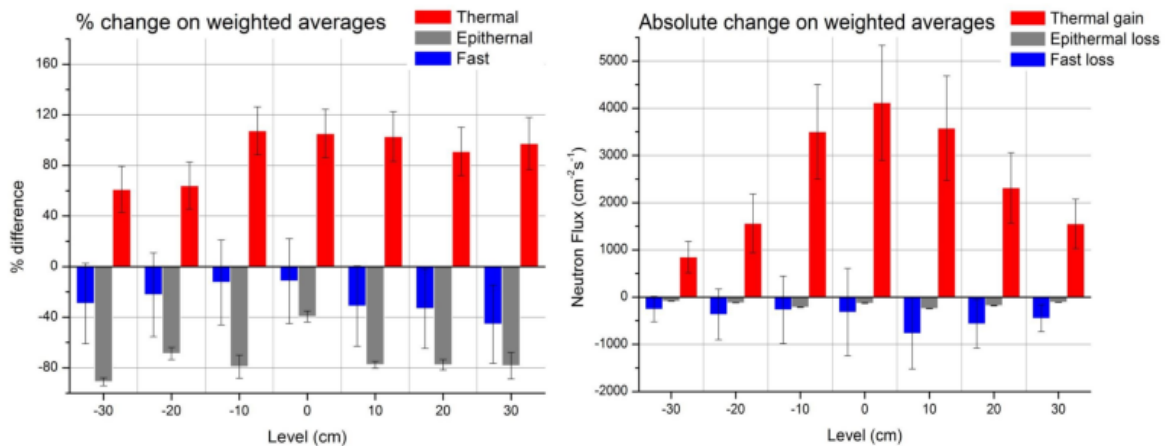 % change on weighted averages
Thermal
Epithernal
Fast
160
120
80
40
0
-40
-80
% difference
-30
-20
-10
0
10
20
30
Level (cm)
Absolute change on weighted averages
Thermal gain
Epithermal loss
Fast loss
5000
4000
3000
2000
1000
0
-1000
-2000
Neutron Flux (cm⁻²s⁻¹)
-30
-20
-10
0
10
20
30
Level (cm)